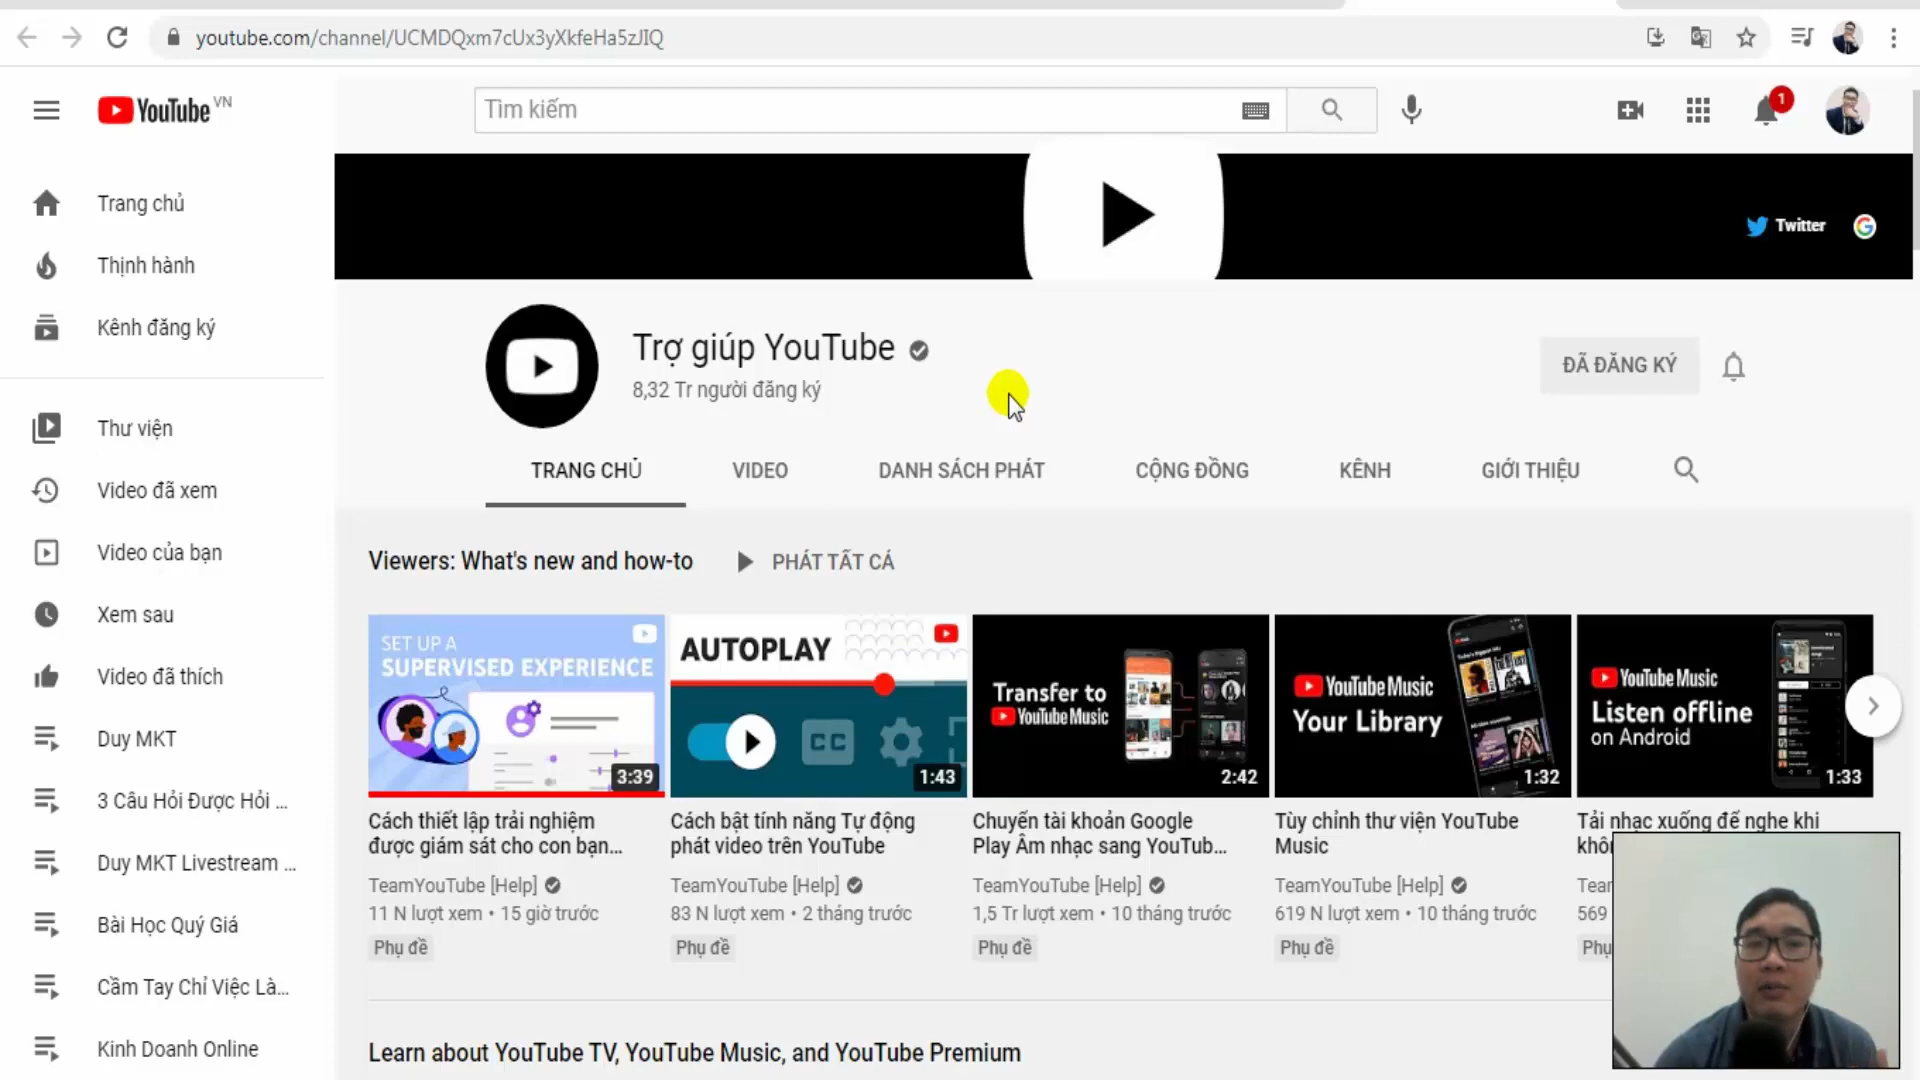 youtube.com/channel/UCMDQxm7cUx3yXkfeHa5zJIQ
YouTube VN
Tìm kiếm
1
Trang chủ
Thịnh hành
Kênh đăng ký
Thư viện
Video đã xem
Video của bạn
Xem sau
Video đã thích
Duy MKT
3 Câu Hỏi Được Hỏi ...
Duy MKT Livestream ...
Bài Học Quý Giá
Cầm Tay Chỉ Việc Là...
Kinh Doanh Online
Twitter
Trợ giúp YouTube
8,32 Tr người đăng ký
ĐÃ ĐĂNG KÝ
TRANG CHỦ VIDEO DANH SÁCH PHÁT CỘNG ĐỒNG KÊNH GIỚI THIỆU
Viewers: What's new and how-to PHÁT TẤT CẢ
SET UP A
SUPERVISED EXPERIENCE
3:39
Cách thiết lập trải nghiệm
được giám sát cho con bạn...
TeamYouTube [Help]
11 N lượt xem • 15 giờ trước
Phụ đề
AUTOPLAY
CC
1:43
Cách bật tính năng Tự động
phát video trên YouTube
TeamYouTube [Help]
83 N lượt xem • 2 tháng trước
Phụ đề
Transfer to
YouTube Music
2:42
Chuyển tài khoản Google
Play Âm nhạc sang YouTub...
TeamYouTube [Help]
1,5 Tr lượt xem • 10 tháng trước
Phụ đề
YouTube Music
Your Library
1:32
Tùy chỉnh thư viện YouTube
Music
TeamYouTube [Help]
619 N lượt xem • 10 tháng trước
Phụ đề
YouTube Music
Listen offline
on Android
1:33
Tải nhạc xuống để nghe khi
569
Learn about YouTube TV, YouTube Music, and YouTube Premium